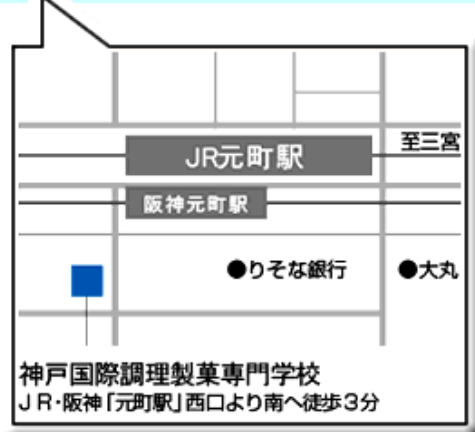 JR元町駅
至三宮
阪神元町駅
●りそな銀行
●大丸
神戸国際調理製菓専門学校
JR・阪神「元町駅」西口より南へ徒歩3分